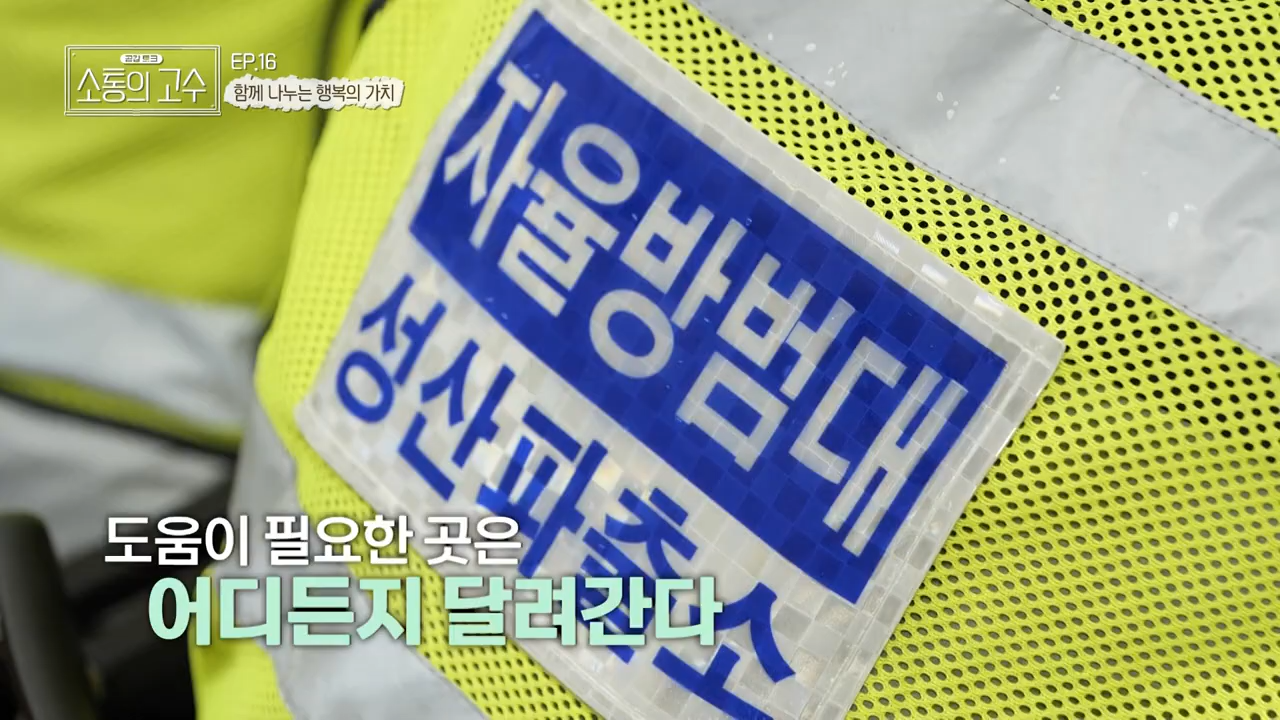 공감 토크
소통의 고수
EP.16
함께 나누는 행복의 가치
자율방범대
성산파출소
도움이 필요한 곳은
어디든지 달려간다